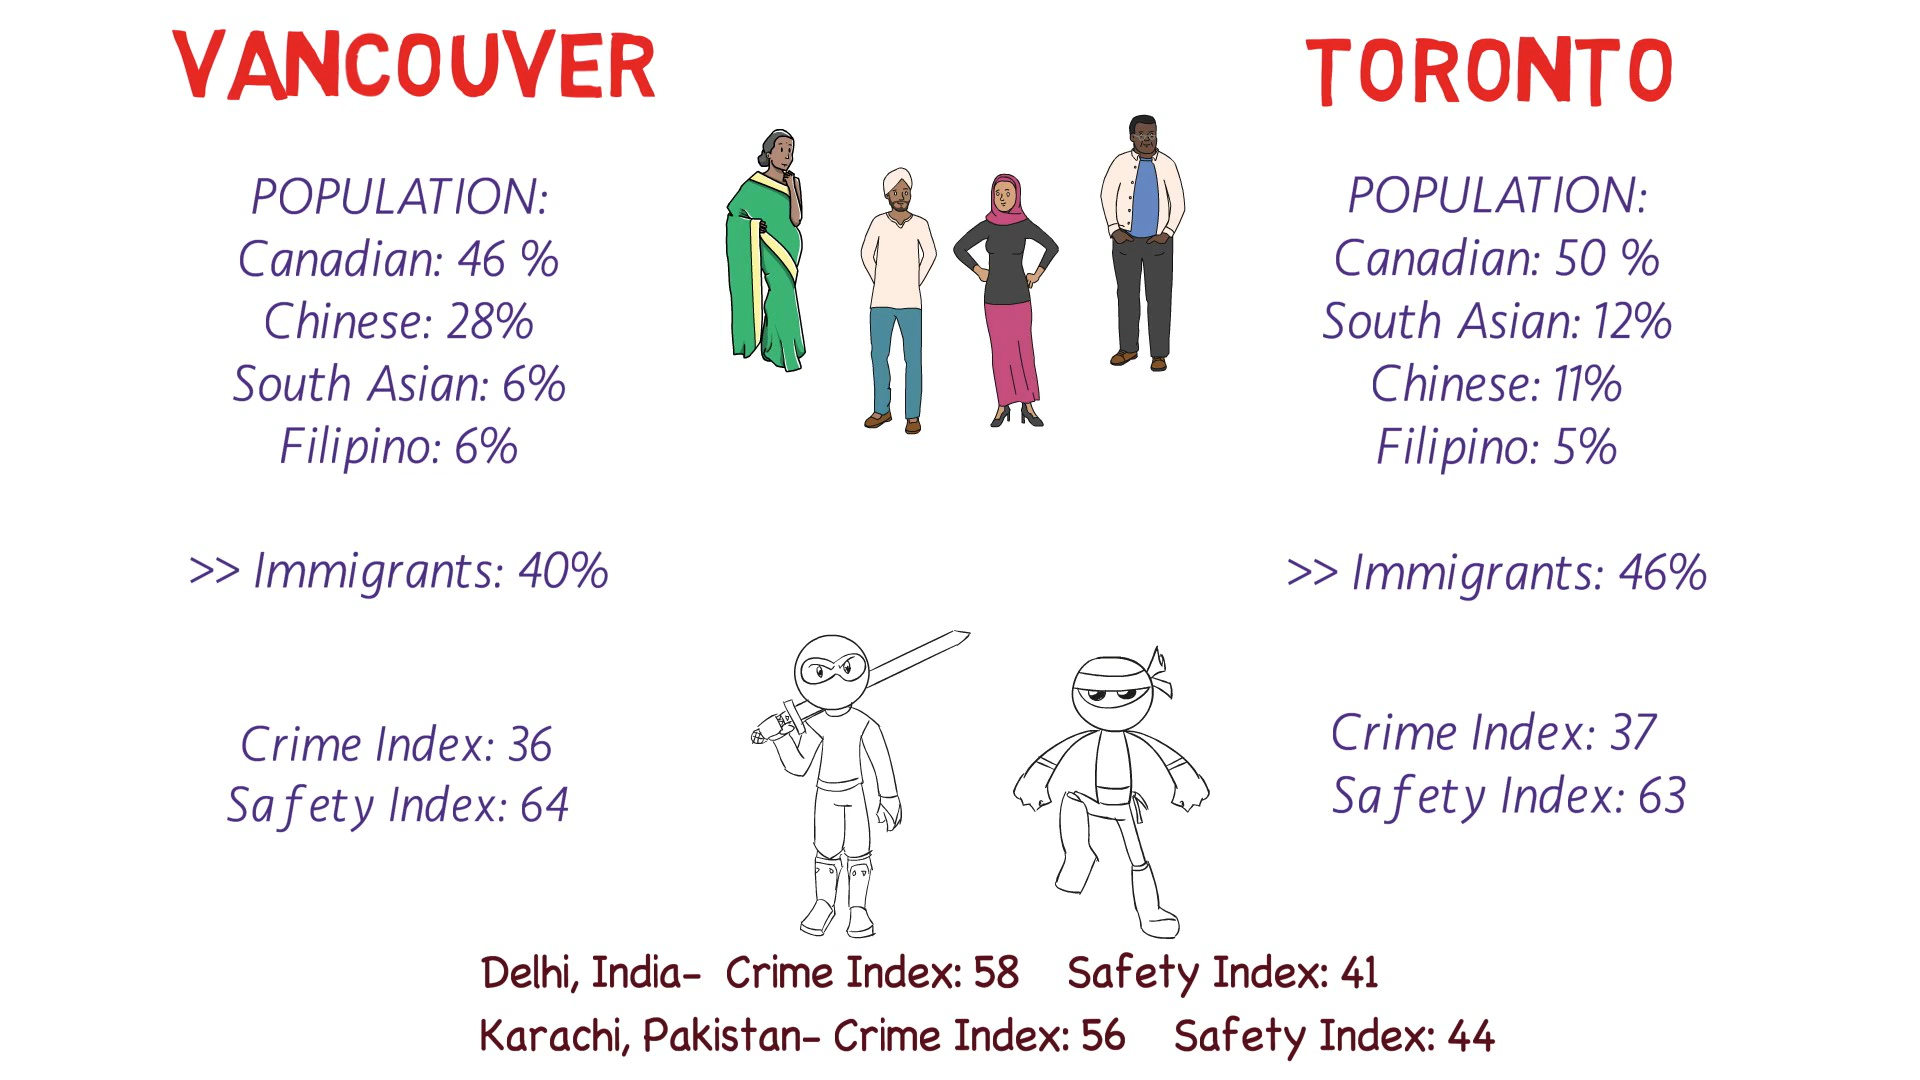 VANCOUVER
POPULATION:
Canadian: 46 %
Chinese: 28%
South Asian: 6%
Filipino: 6%
>> Immigrants: 40%
Crime Index: 36
Safety Index: 64
TORONTO
POPULATION:
Canadian: 50 %
South Asian: 12%
Chinese: 11%
Filipino: 5%
>> Immigrants: 46%
Crime Index: 37
Safety Index: 63
Delhi, India- Crime Index: 58 Safety Index: 41
Karachi, Pakistan- Crime Index: 56 Safety Index: 44